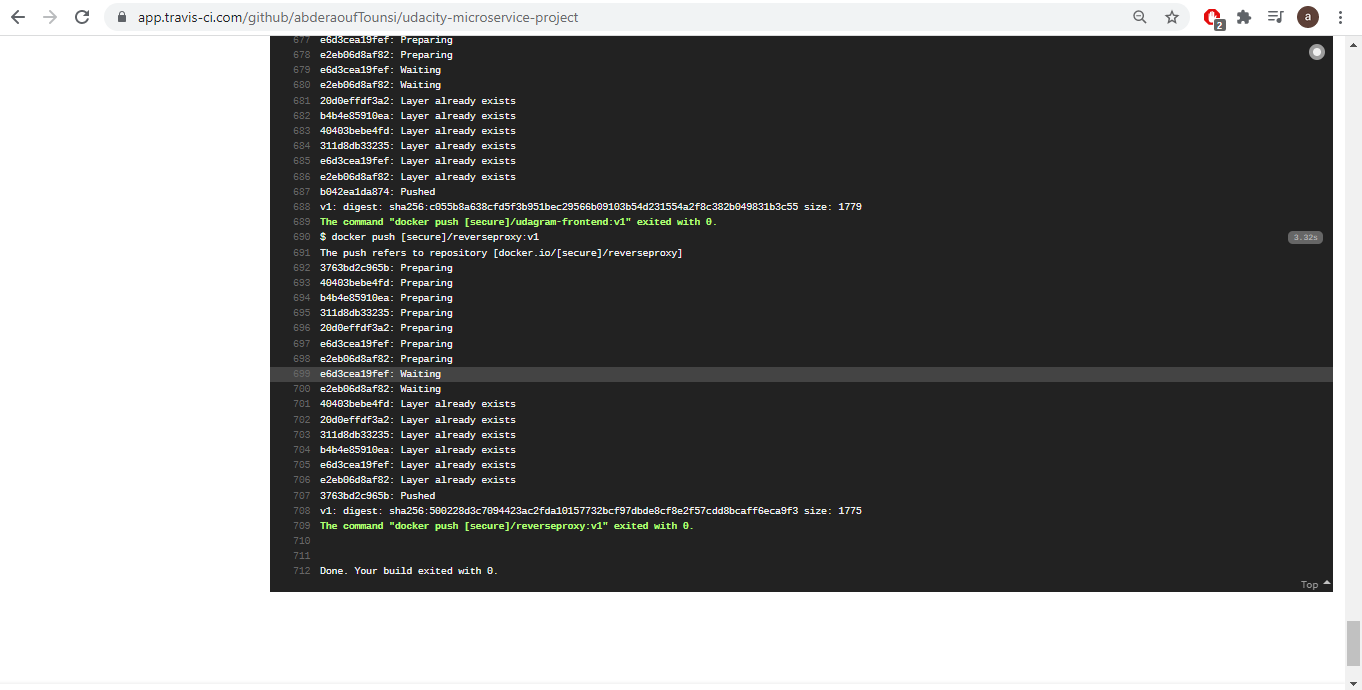 app.travis-ci.com/github/abderaoufTounsi/udacity-microservice-project
2
a
677 e6d3cea19fef: Preparing
678 e2eb06d8af82: Preparing
679 e6d3cea19fef: Waiting
680 e2eb06d8af82: Waiting
681 20d0effdf3a2: Layer already exists
682 b4b4e85910ea: Layer already exists
683 40403bebe4fd: Layer already exists
684 311d8db33235: Layer already exists
685 e6d3cea19fef: Layer already exists
686 e2eb06d8af82: Layer already exists
687 b042ea1da874: Pushed
688 v1: digest: sha256:c055b8a638cfd5f3b951bec29566b09103b54d231554a2f8c382b049831b3c55 size: 1779
689 The command "docker push [secure]/udagram-frontend:v1" exited with 0.
690 $ docker push [secure]/reverseproxy:v1 3.32s
691 The push refers to repository [docker.io/[secure]/reverseproxy]
692 3763bd2c965b: Preparing
693 40403bebe4fd: Preparing
694 b4b4e85910ea: Preparing
695 311d8db33235: Preparing
696 20d0effdf3a2: Preparing
697 e6d3cea19fef: Preparing
698 e2eb06d8af82: Preparing
699 e6d3cea19fef: Waiting
700 e2eb06d8af82: Waiting
701 40403bebe4fd: Layer already exists
702 20d0effdf3a2: Layer already exists
703 311d8db33235: Layer already exists
704 b4b4e85910ea: Layer already exists
705 e6d3cea19fef: Layer already exists
706 e2eb06d8af82: Layer already exists
707 3763bd2c965b: Pushed
708 v1: digest: sha256:500228d3c7094423ac2fda10157732bcf97dbde8cf8e2f57cdd8bcaff6eca9f3 size: 1775
709 The command "docker push [secure]/reverseproxy:v1" exited with 0.
710
711
712 Done. Your build exited with 0.
Top